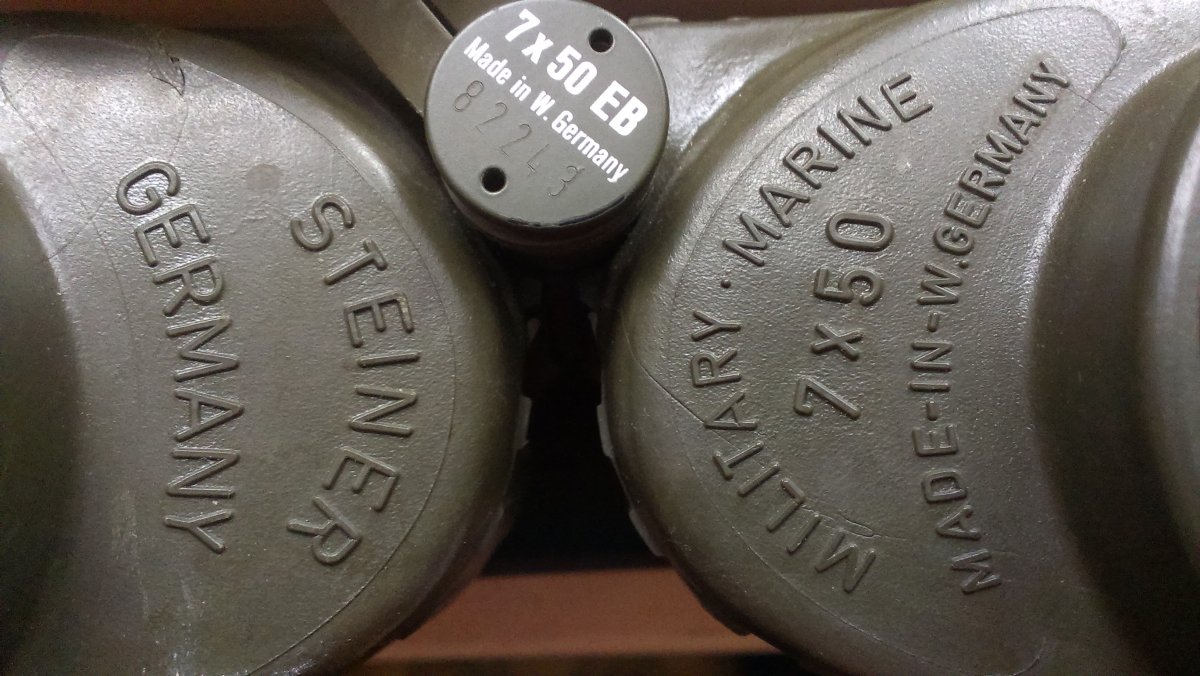 7 x 50 EB
Made in W. Germany
82243
STEINER
GERMANY
MILITARY · MARINE
7 x 50
MADE-IN-W.GERMANY